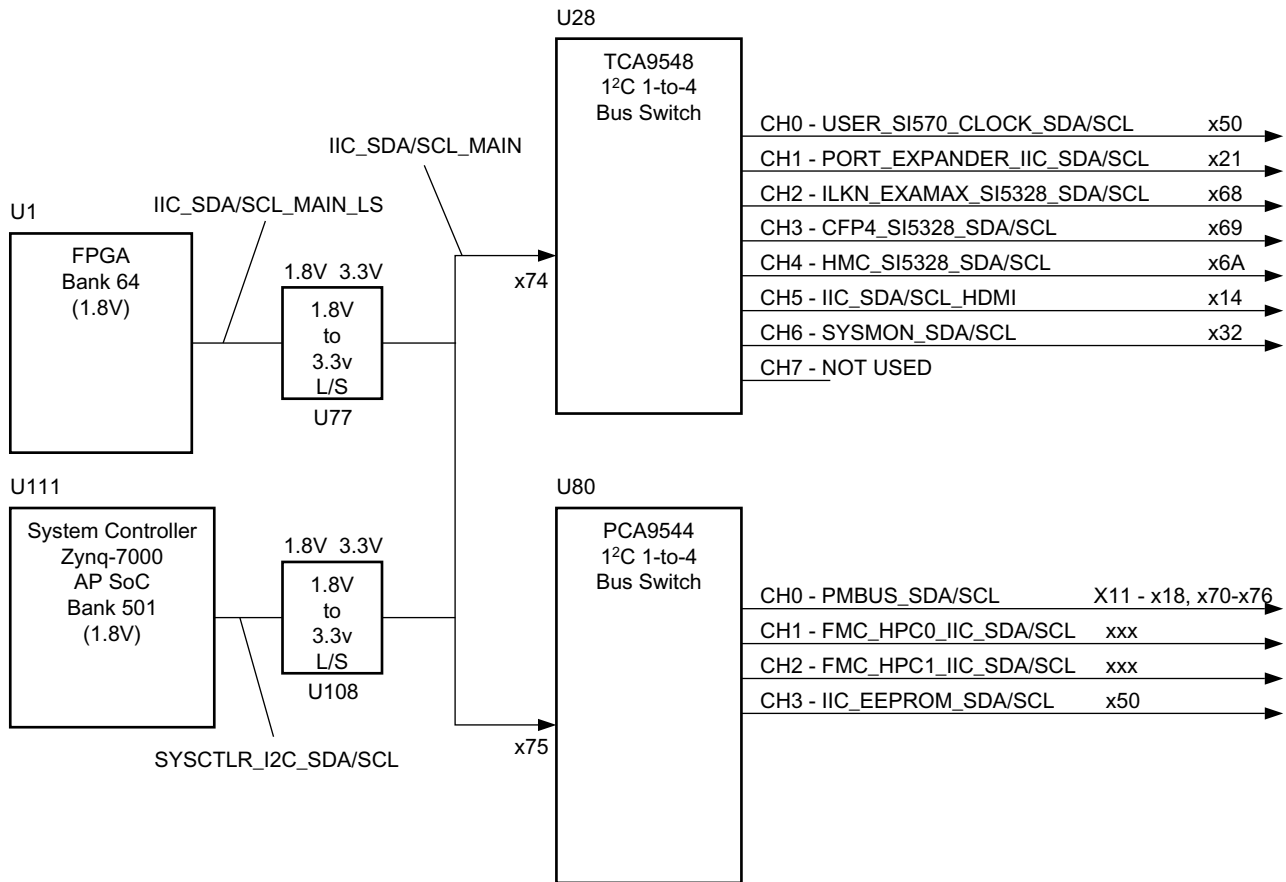 U28
TCA9548
1²C 1-to-4
Bus Switch
CH0 - USER_SI570_CLOCK_SDA/SCL x50
CH1 - PORT_EXPANDER_IIC_SDA/SCL x21
CH2 - ILKN_EXAMAX_SI5328_SDA/SCL x68
CH3 - CFP4_SI5328_SDA/SCL x69
CH4 - HMC_SI5328_SDA/SCL x6A
CH5 - IIC_SDA/SCL_HDMI x14
CH6 - SYSMON_SDA/SCL x32
CH7 - NOT USED
IIC_SDA/SCL_MAIN
IIC_SDA/SCL_MAIN_LS
U1
FPGA
Bank 64
(1.8V)
1.8V 3.3V
1.8V
to
3.3v
L/S
U77
x74
U111
System Controller
Zynq-7000
AP SoC
Bank 501
(1.8V)
1.8V 3.3V
1.8V
to
3.3v
L/S
U108
SYSCTLR_I2C_SDA/SCL
x75
U80
PCA9544
1²C 1-to-4
Bus Switch
CH0 - PMBUS_SDA/SCL X11 - x18, x70-x76
CH1 - FMC_HPC0_IIC_SDA/SCL xxx
CH2 - FMC_HPC1_IIC_SDA/SCL xxx
CH3 - IIC_EEPROM_SDA/SCL x50